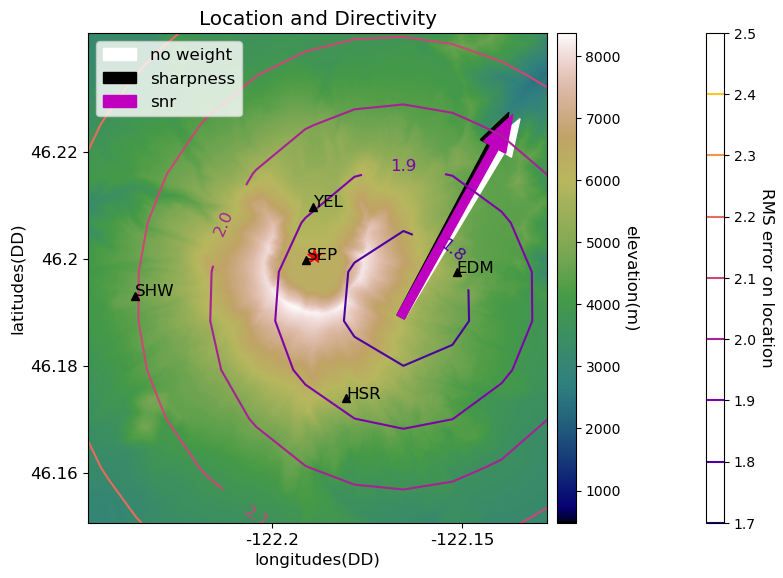 Location and Directivity
no weight
sharpness
snr
46.22
46.2
46.18
46.16
latitudes(DD)
-122.2
-122.15
longitudes(DD)
YEL
SEP
EDM
SHW
HSR
1.9
2.0
8000
7000
6000
5000
4000
3000
2000
1000
elevation(m)
2.5
2.4
2.3
2.2
2.1
2.0
1.9
1.8
1.7
RMS error on location